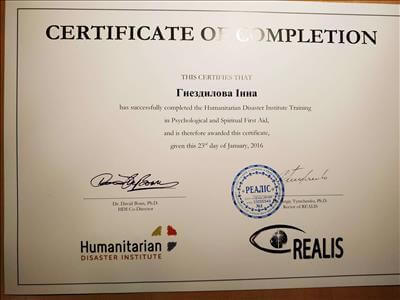 CERTIFICATE OF COMPLETION
THIS CERTIFIES THAT
Гнездилова Інна
has successfully completed the Humanitarian Disaster Institute Training
in Psychological and Spiritual First Aid,
and is therefore awarded this certificate,
given this 23rd day of January, 2016
Dr. David Boan, Ph.D.
HDI Co-Director
РЕАЛІС
№1
Tymchenko, Ph.D.
Rector of REALIS
Humanitarian
DISASTER INSTITUTE
REALIS